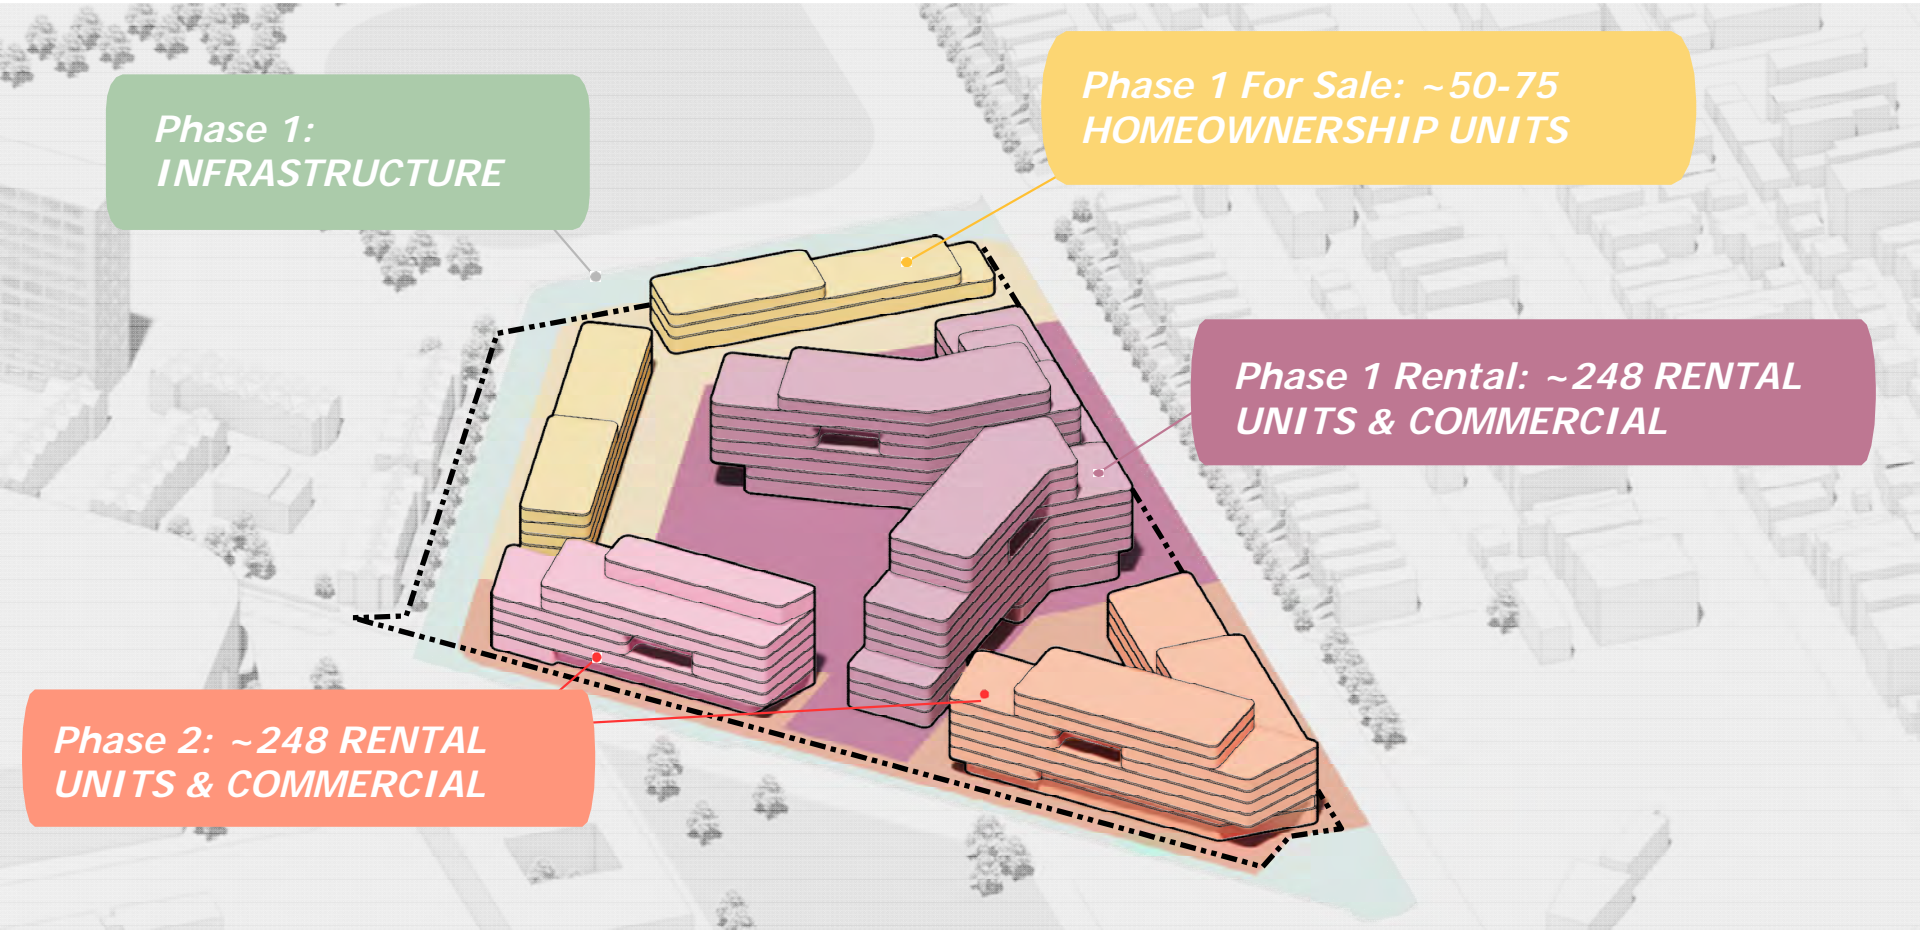 Phase 1:
INFRASTRUCTURE
Phase 1 For Sale: ~50-75
HOMEOWNERSHIP UNITS
Phase 1 Rental: ~248 RENTAL
UNITS & COMMERCIAL
Phase 2: ~248 RENTAL
UNITS & COMMERCIAL